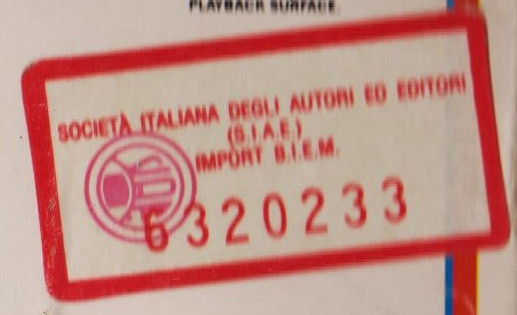 PLAYBACK SURFACE.
SOCIETÀ ITALIANA DEGLI AUTORI ED EDITORI
(S.I.A.E.)
IMPORT B.I.E.M.
6320233